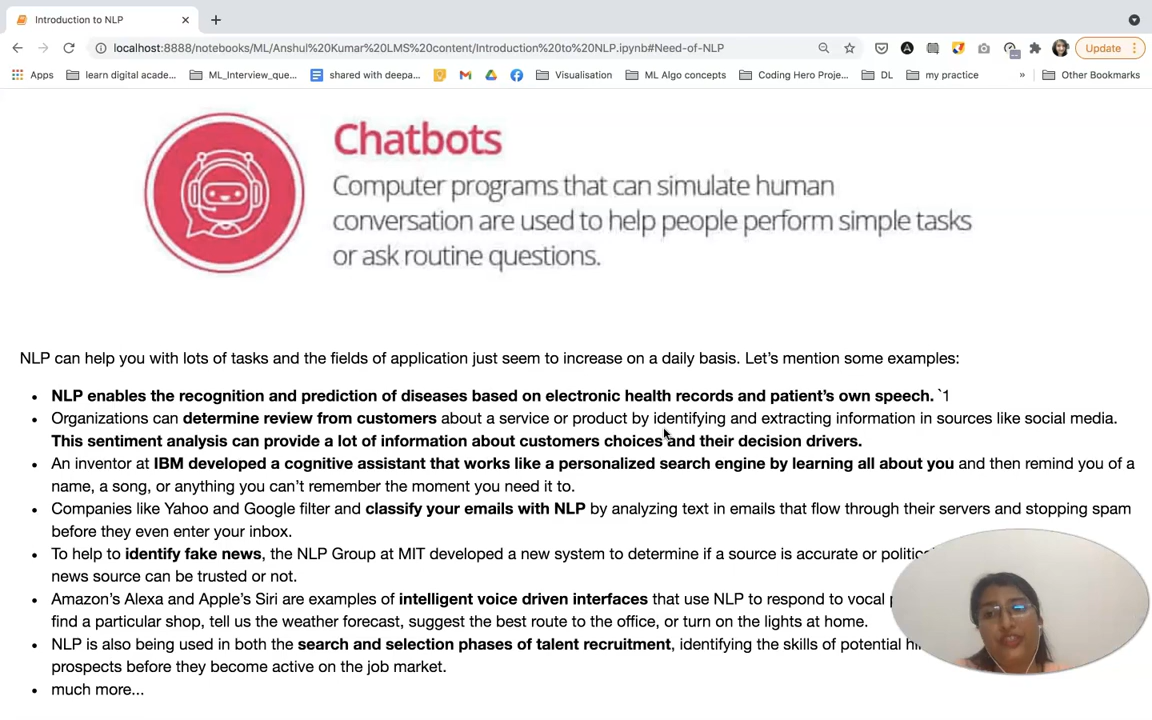 Introduction to NLP
localhost:8888/notebooks/ML/Anshul%20Kumar%20LMS%20content/Introduction%20to%20NLP.ipynb#Need-of-NLP
Update
Apps
learn digital acade...
ML_Interview_que...
shared with deepa...
Visualisation
ML Algo concepts
Coding Hero Proje...
DL
my practice
»
Other Bookmarks
Chatbots
Computer programs that can simulate human
conversation are used to help people perform simple tasks
or ask routine questions.
NLP can help you with lots of tasks and the fields of application just seem to increase on a daily basis. Let's mention some examples:
• NLP enables the recognition and prediction of diseases based on electronic health records and patient's own speech. `1
• Organizations can determine review from customers about a service or product by identifying and extracting information in sources like social media.
This sentiment analysis can provide a lot of information about customers choices and their decision drivers.
• An inventor at IBM developed a cognitive assistant that works like a personalized search engine by learning all about you and then remind you of a
name, a song, or anything you can't remember the moment you need it to.
• Companies like Yahoo and Google filter and classify your emails with NLP by analyzing text in emails that flow through their servers and stopping spam
before they even enter your inbox.
• To help to identify fake news, the NLP Group at MIT developed a new system to determine if a source is accurate or
news source can be trusted or not.
• Amazon's Alexa and Apple's Siri are examples of intelligent voice driven interfaces that use NLP to respond to vocal
find a particular shop, tell us the weather forecast, suggest the best route to the office, or turn on the lights at home.
• NLP is also being used in both the search and selection phases of talent recruitment, identifying the skills of potential
prospects before they become active on the job market.
• much more...